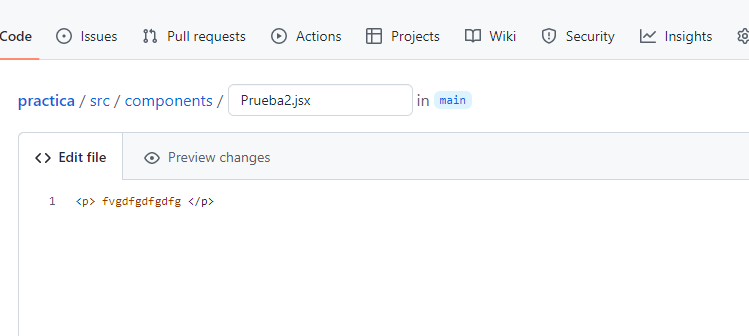 Code Issues Pull requests Actions Projects Wiki Security Insights
practica / src / components / Prueba2.jsx in main
Edit file Preview changes
1 <p> fvgdfgdfgdfg </p>